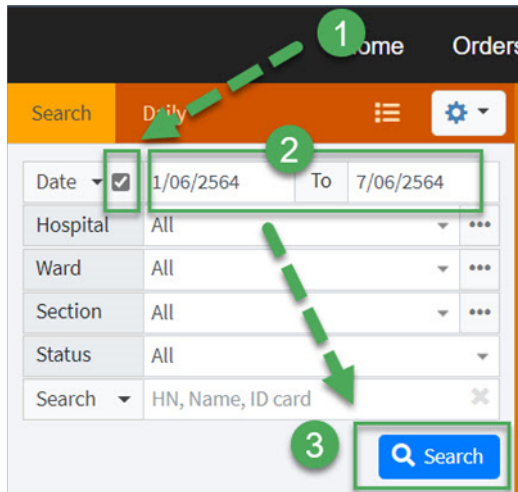 1 ome Orders
Search Daily
2
Date 1/06/2564 To 7/06/2564
Hospital All
Ward All
Section All
Status All
Search HN, Name, ID card
3 Search